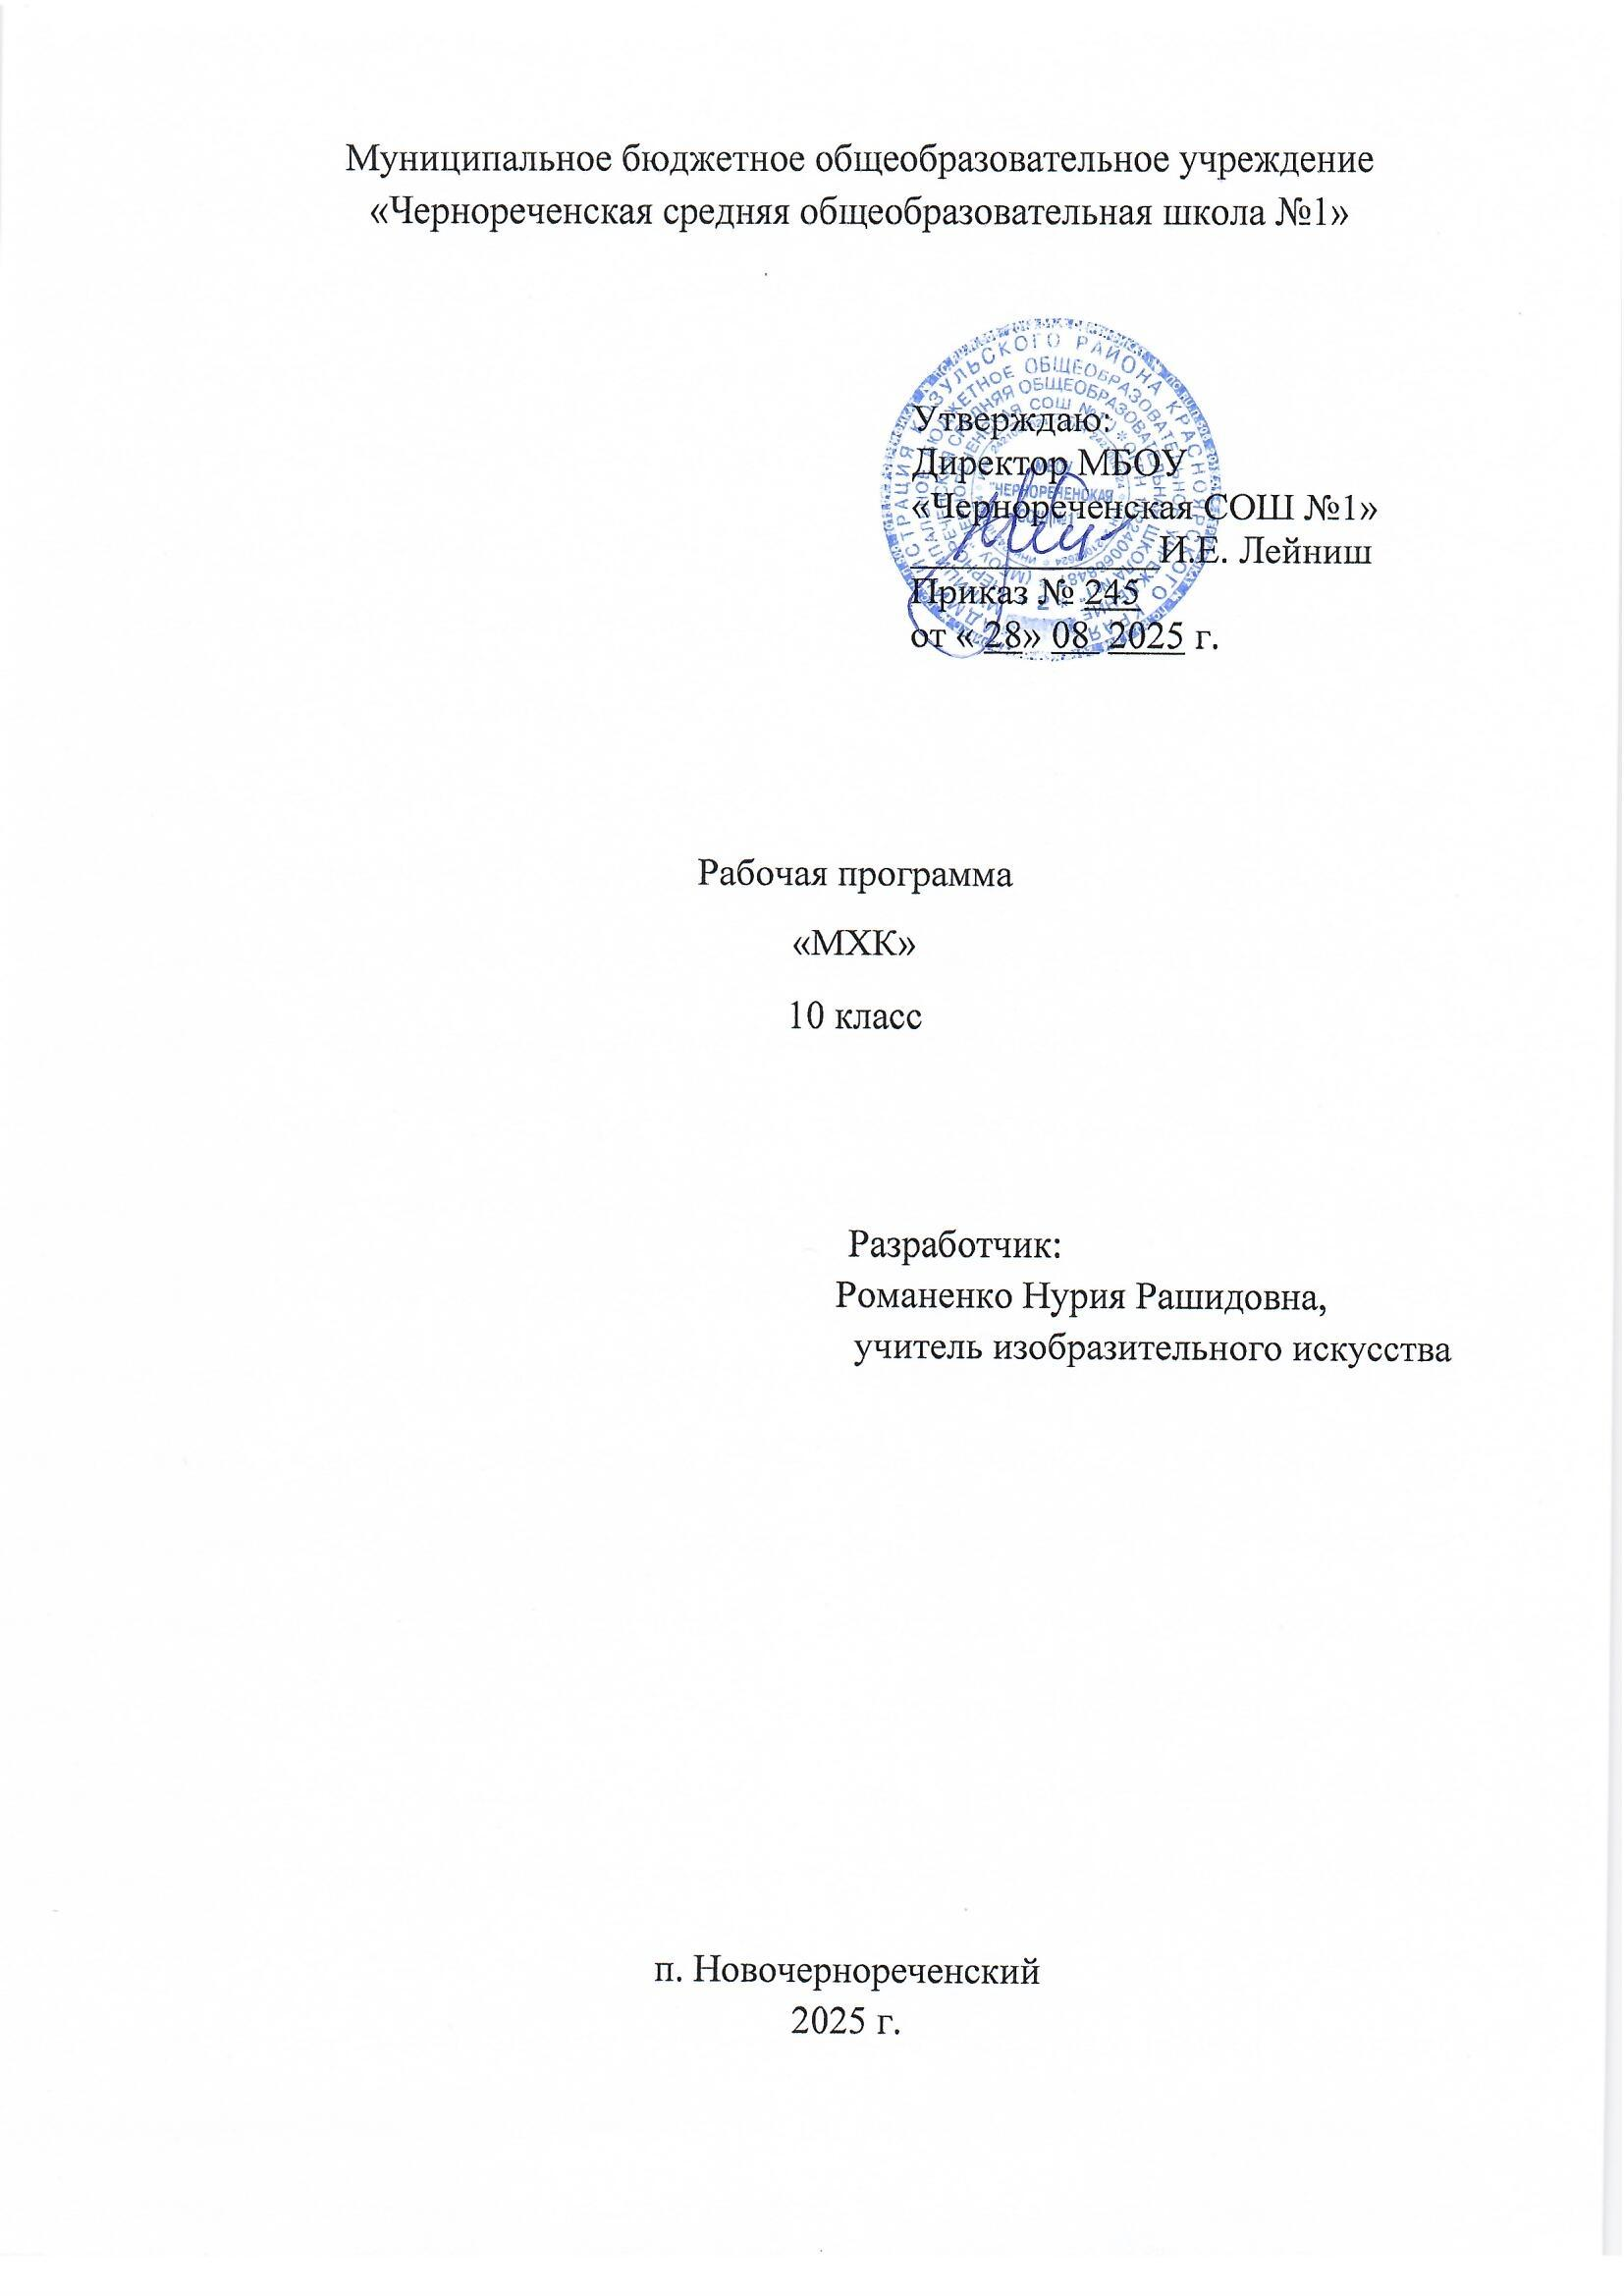 Муниципальное бюджетное общеобразовательное учреждение
«Чернореченская средняя общеобразовательная школа №1»
Утверждаю:
Директор МБОУ
«Чернореченская СОШ №1»
И.Е. Лейниш
Приказ № 245
от « 28» 08 2025 г.
Рабочая программа
«МХК»
10 класс
Разработчик:
Романенко Нурия Рашидовна,
учитель изобразительного искусства
п. Новочернореченский
2025 г.